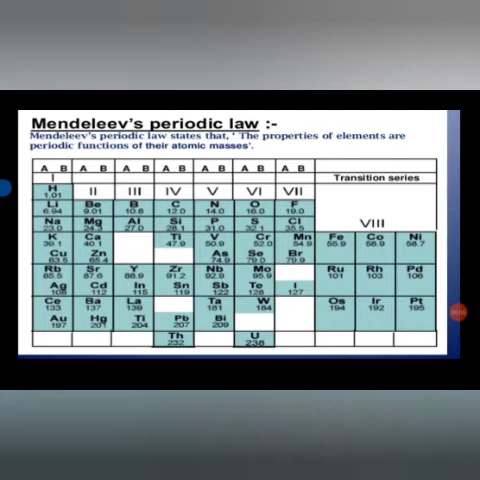 Mendeleev's periodic law :-
Mendeleev's periodic law states that, ' The properties of elements are
periodic functions of their atomic masses'.
A B A B A B A B A B A B A B
I Transition series
H II III IV V VI VII VIII
1.01
Li Be B C N O F
6.94 9.01 10.8 12.0 14.0 16.0 19.0
Na Mg Al Si P S Cl
23.0 24.3 27.0 28.1 31.0 32.1 35.5
K Ca Ti V Cr Mn Fe Co Ni
39.1 40.1 47.9 50.9 52.0 54.9 55.9 58.9 58.7
Cu Zn As Se Br
63.5 65.4 74.9 79.0 79.9
Rb Sr Y Zr Nb Mo Ru Rh Pd
85.5 87.6 88.9 91.2 92.9 95.9 101 103 106
Ag Cd In Sn Sb Te I
108 112 115 119 122 128 127
Ce Ba La Ta W Os Ir Pt
133 137 139 181 184 194 192 195
Au Hg Ti Pb Bi
197 201 204 207 209
Th U
232 238